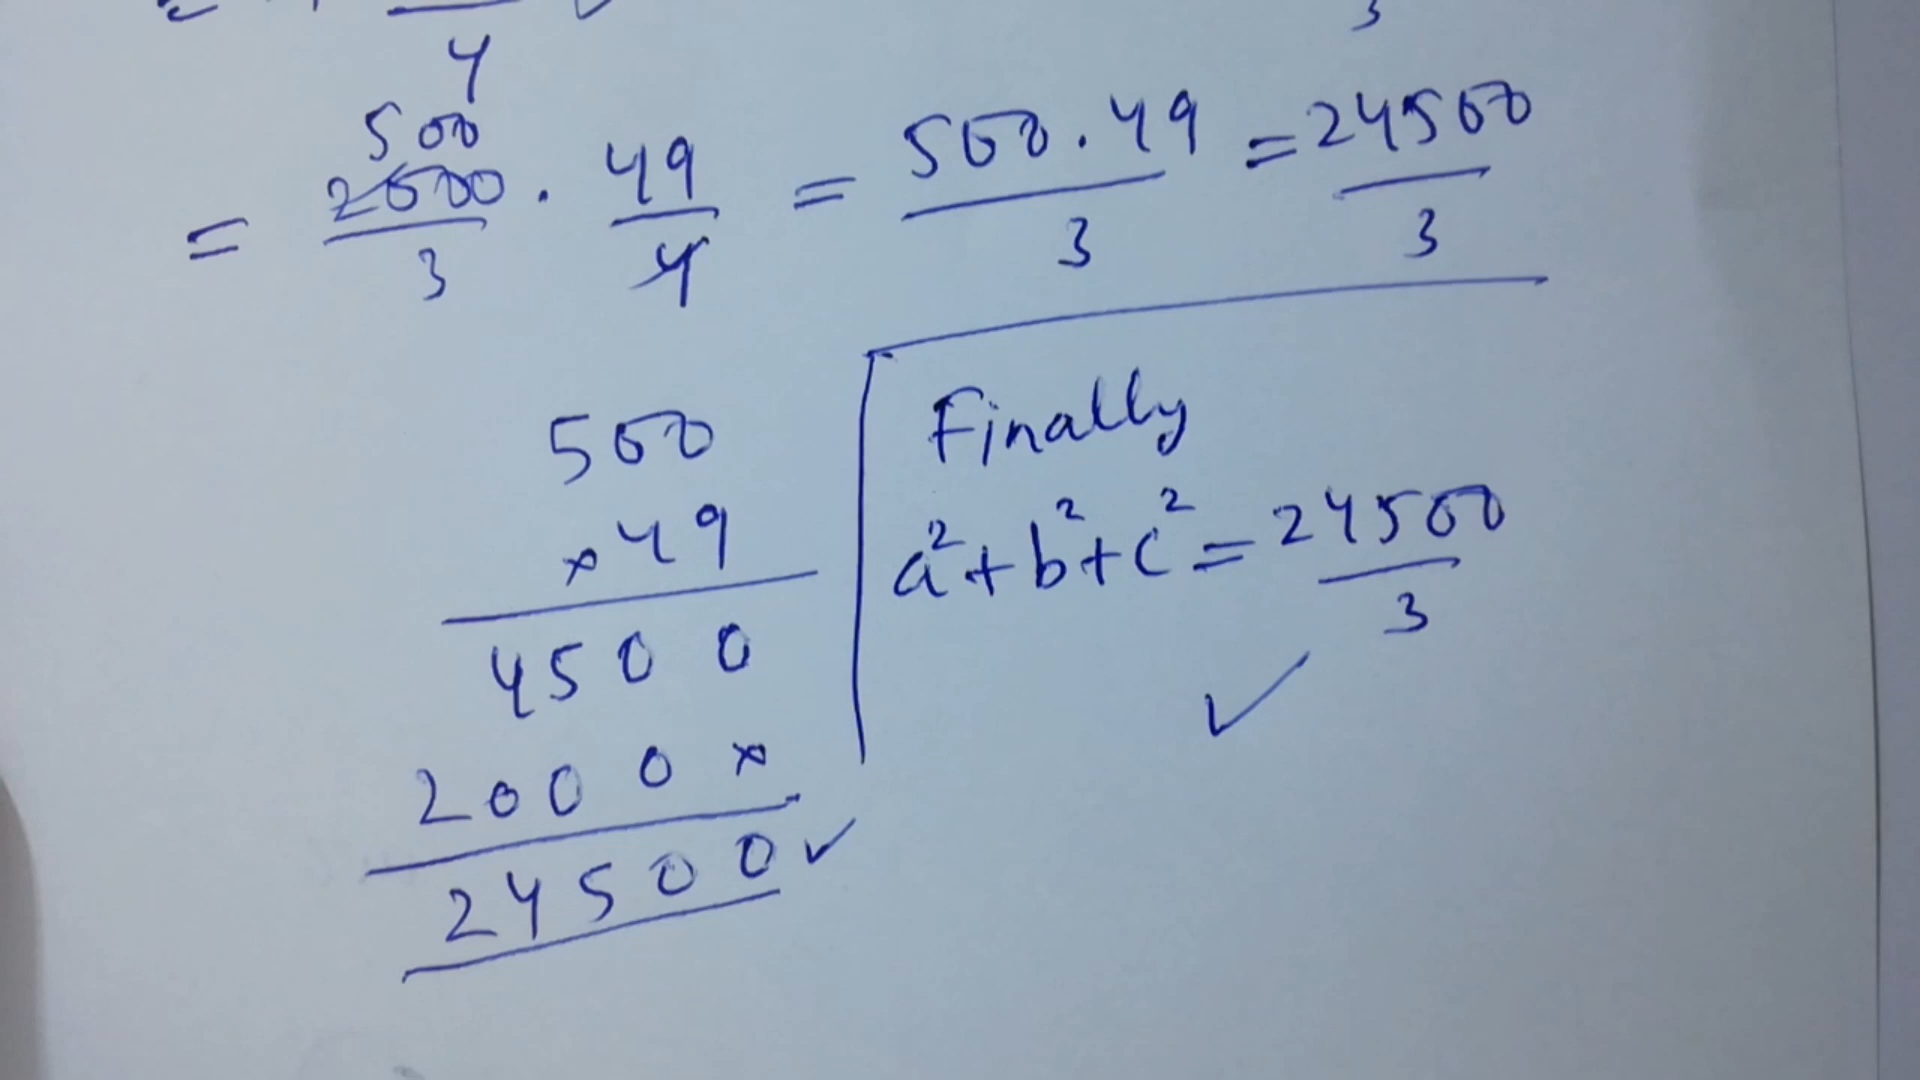 4
500
= 2000/3 · 49/4 = 500.49/3 = 24500/3
500
×49
4500
2000×
24500 ✓
Finally
a²+b²+c² = 24500/3
✓